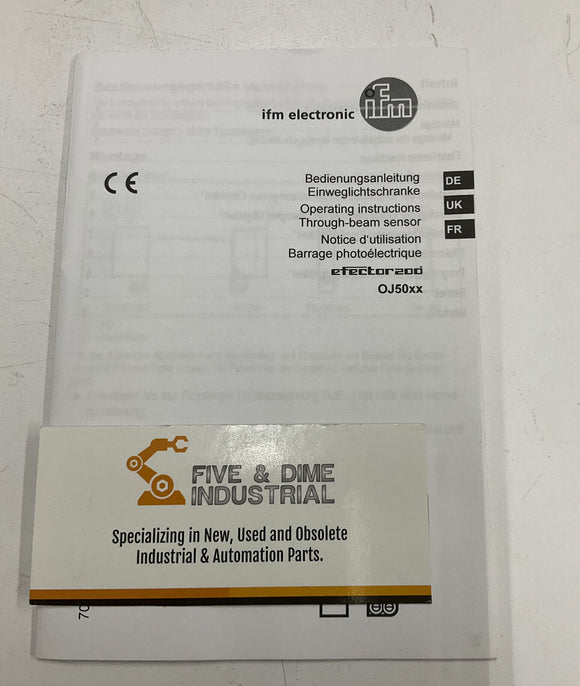 ifm electronic
ifm
CE
Bedienungsanleitung
Einweglichtschranke
DE
Operating instructions
Through-beam sensor
UK
Notice d'utilisation
Barrage photoélectrique
FR
efector200
OJ50xx
FIVE & DIME
INDUSTRIAL
Specializing in New, Used and Obsolete
Industrial & Automation Parts.
70